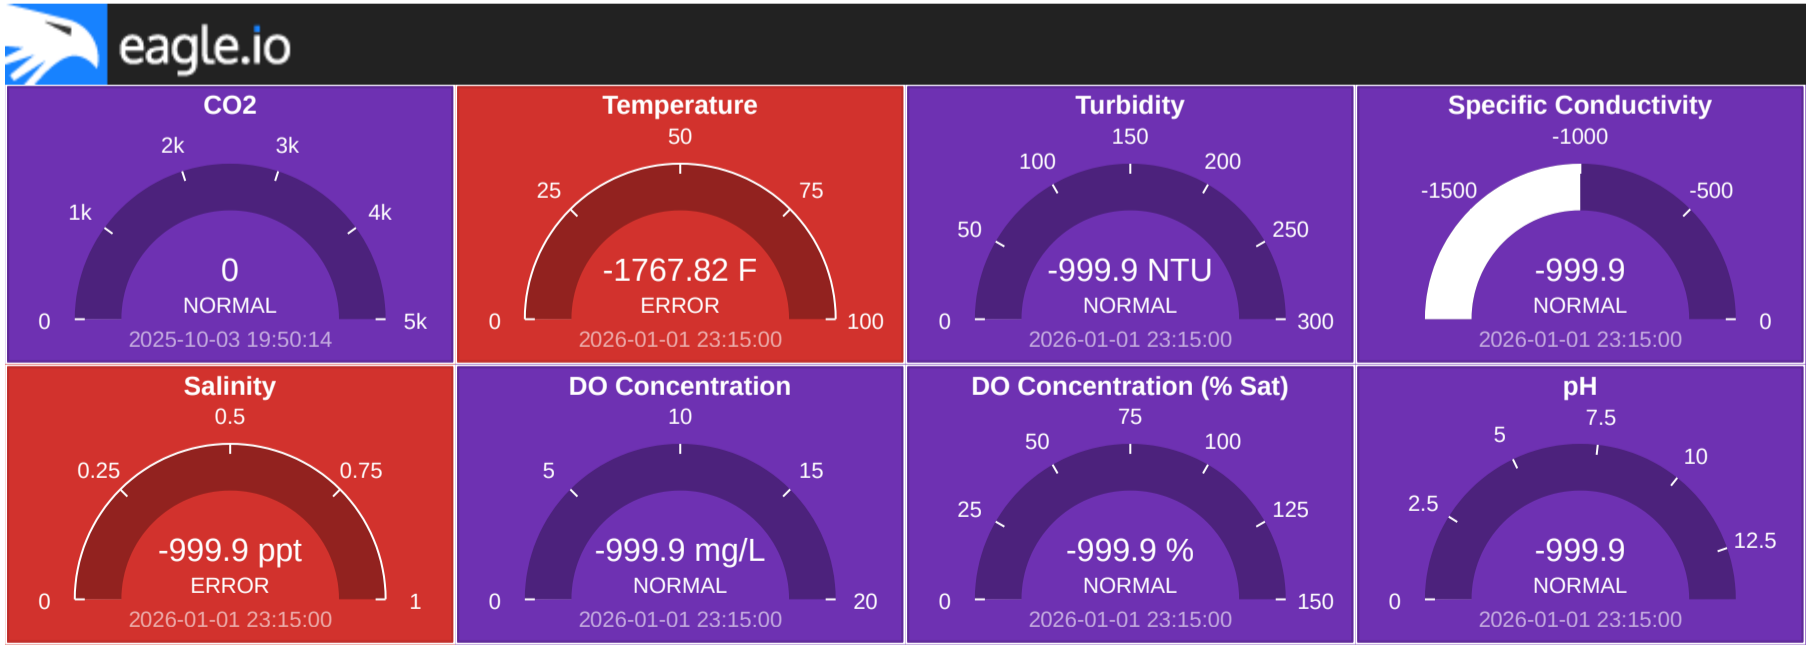 eagle.io
CO2
2k
3k
1k
4k
0
NORMAL
0
5k
2025-10-03 19:50:14
Temperature
50
25
75
-1767.82 F
ERROR
0
100
2026-01-01 23:15:00
Turbidity
150
100
200
50
250
-999.9 NTU
NORMAL
0
300
2026-01-01 23:15:00
Specific Conductivity
-1000
-1500
-500
-999.9
NORMAL
0
2026-01-01 23:15:00
Salinity
0.5
0.25
0.75
-999.9 ppt
ERROR
0
1
2026-01-01 23:15:00
DO Concentration
10
5
15
-999.9 mg/L
NORMAL
0
20
2026-01-01 23:15:00
DO Concentration (% Sat)
75
50
100
25
125
-999.9 %
NORMAL
0
150
2026-01-01 23:15:00
pH
7.5
5
10
2.5
12.5
-999.9
NORMAL
0
2026-01-01 23:15:00